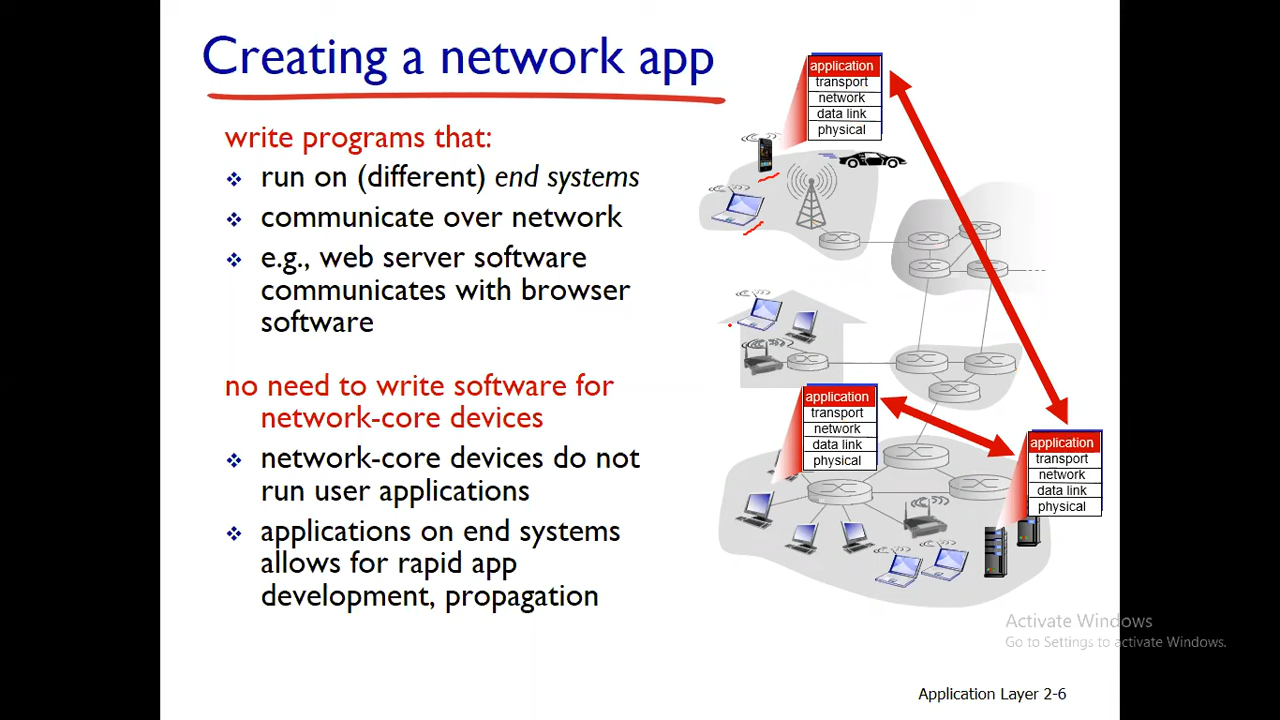 Creating a network app
write programs that:
run on (different) end systems
communicate over network
e.g., web server software
communicates with browser
software
no need to write software for
network-core devices
network-core devices do not
run user applications
applications on end systems
allows for rapid app
development, propagation
application
transport
network
data link
physical
application
transport
network
data link
physical
application
transport
network
data link
physical
Activate Windows
Go to Settings to activate Windows.
Application Layer 2-6